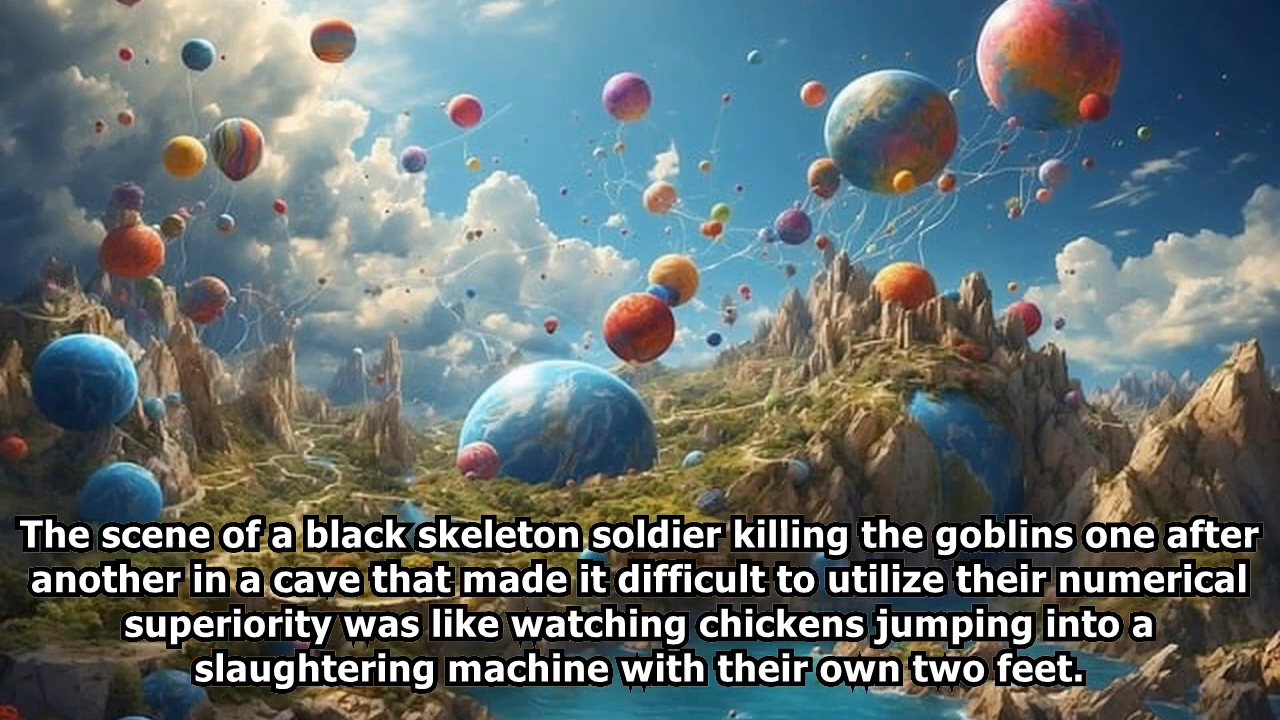 The scene of a black skeleton soldier killing the goblins one after
another in a cave that made it difficult to utilize their numerical
superiority was like watching chickens jumping into a
slaughtering machine with their own two feet.